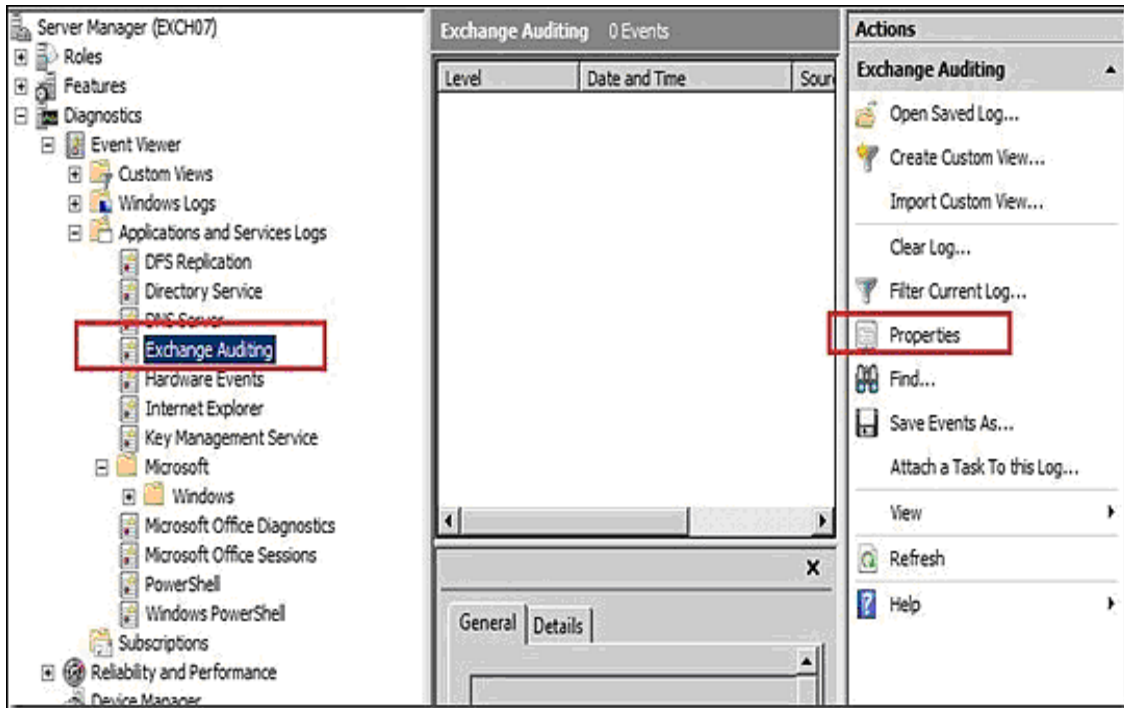 Server Manager (EXCH07)
Roles
Features
Diagnostics
Event Viewer
Custom Views
Windows Logs
Applications and Services Logs
DFS Replication
Directory Service
DNS Server
Exchange Auditing
Hardware Events
Internet Explorer
Key Management Service
Microsoft
Windows
Microsoft Office Diagnostics
Microsoft Office Sessions
PowerShell
Windows PowerShell
Subscriptions
Reliability and Performance
Device Manager
Exchange Auditing 0 Events
Level Date and Time Sour
General Details
Actions
Exchange Auditing
Open Saved Log...
Create Custom View...
Import Custom View...
Clear Log...
Filter Current Log...
Properties
Find...
Save Events As...
Attach a Task To this Log...
View
Refresh
Help